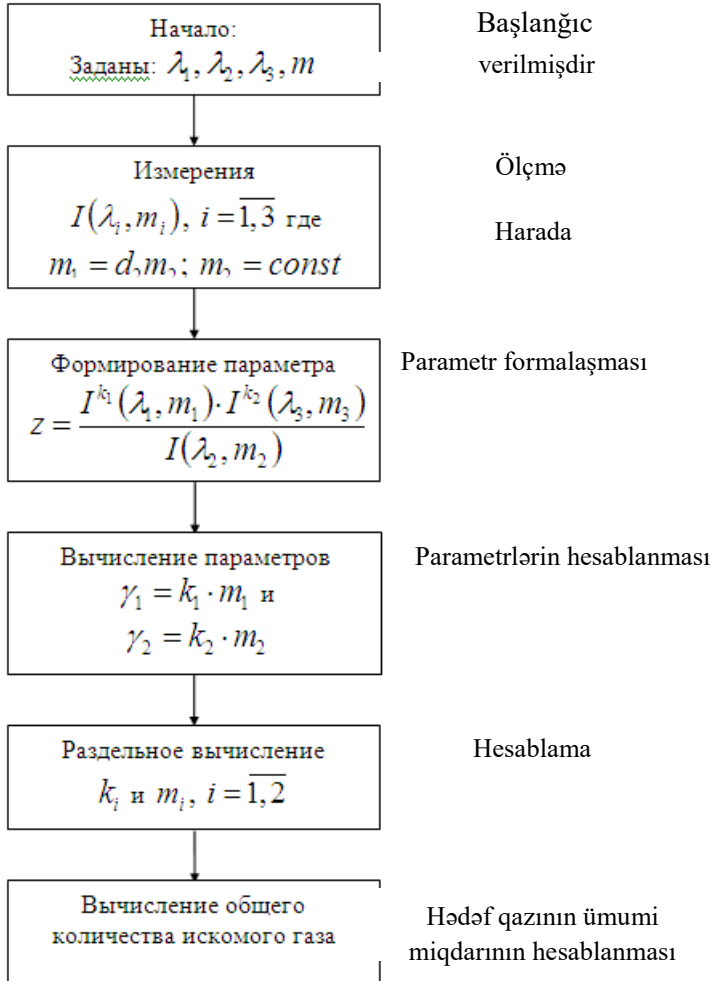 Начало:
Заданы: λ₁, λ₂, λ₃, m
Başlanğıc
verilmişdir
Измерения
I(λᵢ, mᵢ), i = 1,3 где
m₁ = d₂m₂; m₂ = const
Ölçmə
Harada
Формирование параметра
z = I^{k₁}(λ₁, m₁) · I^{k₂}(λ₃, m₃) / I(λ₂, m₂)
Parametr formalaşması
Вычисление параметров
γ₁ = k₁ · m₁ и
γ₂ = k₂ · m₂
Parametrlərin hesablanması
Раздельное вычисление
kᵢ и mᵢ, i = 1,2
Hesablama
Вычисление общего
количества искомого газа
Hədəf qazının ümumi
miqdarının hesablanması